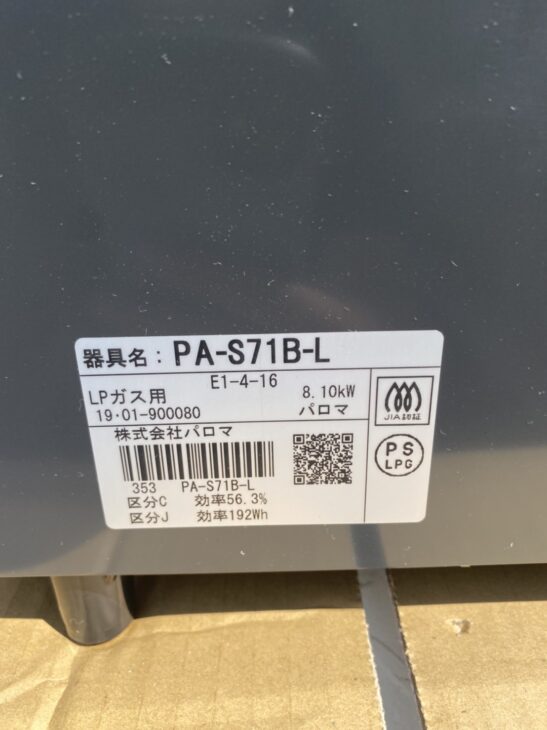 器具名：PA-S71B-L
E1-4-16
LPガス用 8.10kW
19・01-900080 パロマ
株式会社パロマ
JIA認証
PS
LPG
353 PA-S71B-L
区分C 効率56.3%
区分J 効率192Wh